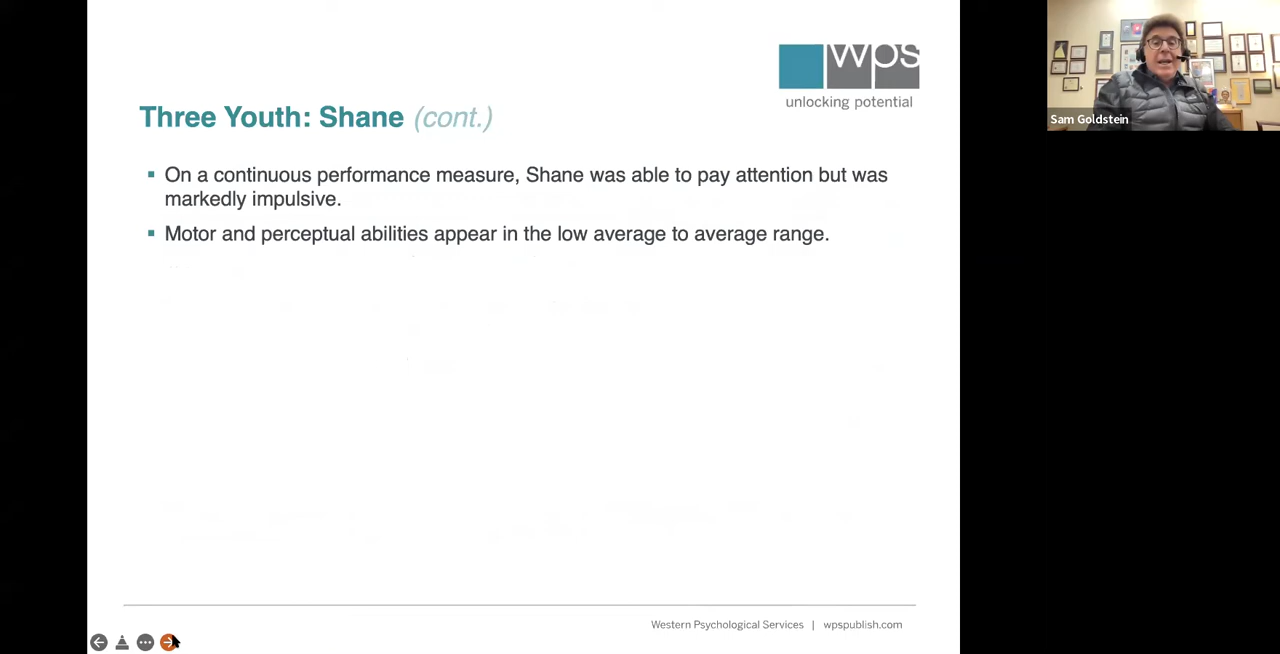 wps
unlocking potential
Sam Goldstein
Three Youth: Shane (cont.)
▪ On a continuous performance measure, Shane was able to pay attention but was
markedly impulsive.
▪ Motor and perceptual abilities appear in the low average to average range.
Western Psychological Services | wpspublish.com